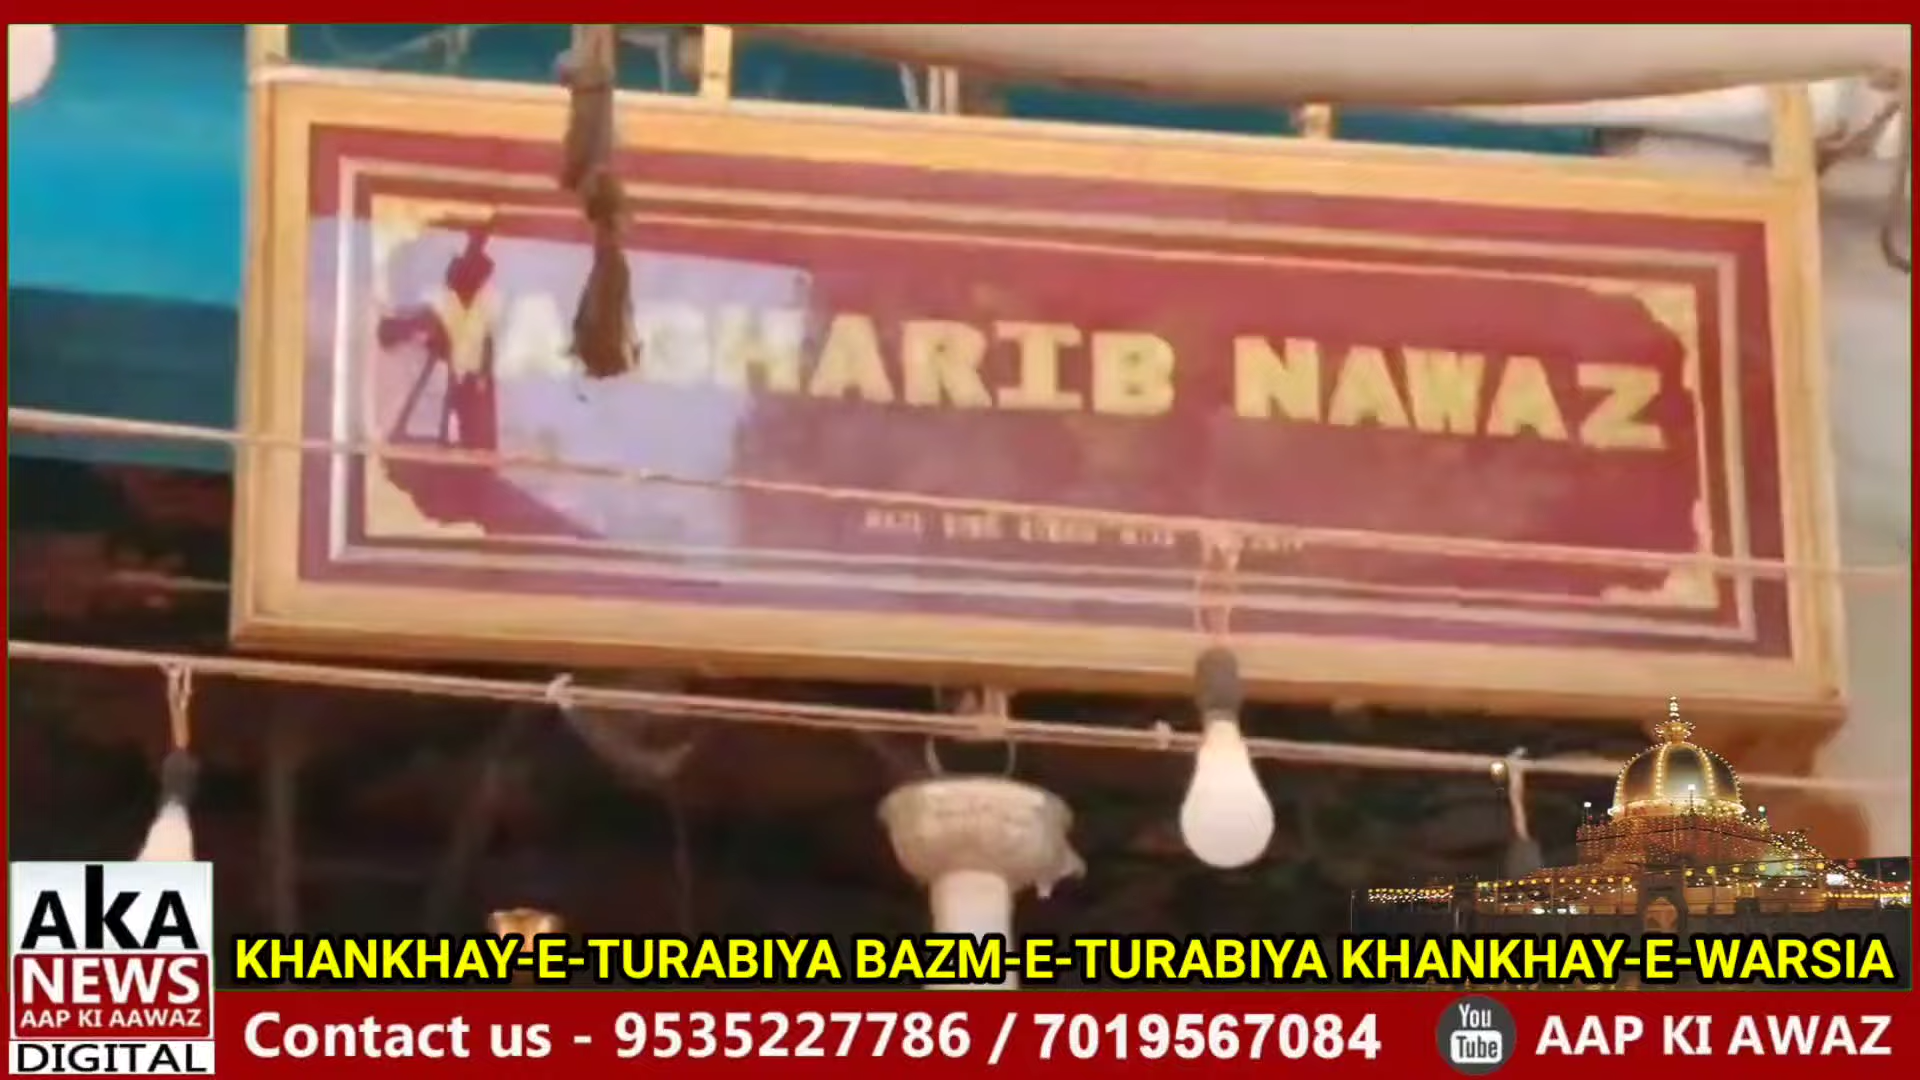 YA GHARIB NAWAZ
KHANKHAY-E-TURABIYA BAZM-E-TURABIYA KHANKHAY-E-WARSIA
AKA
NEWS
AAP KI AAWAZ
DIGITAL
Contact us - 9535227786 / 7019567084
You
Tube
AAP KI AWAZ